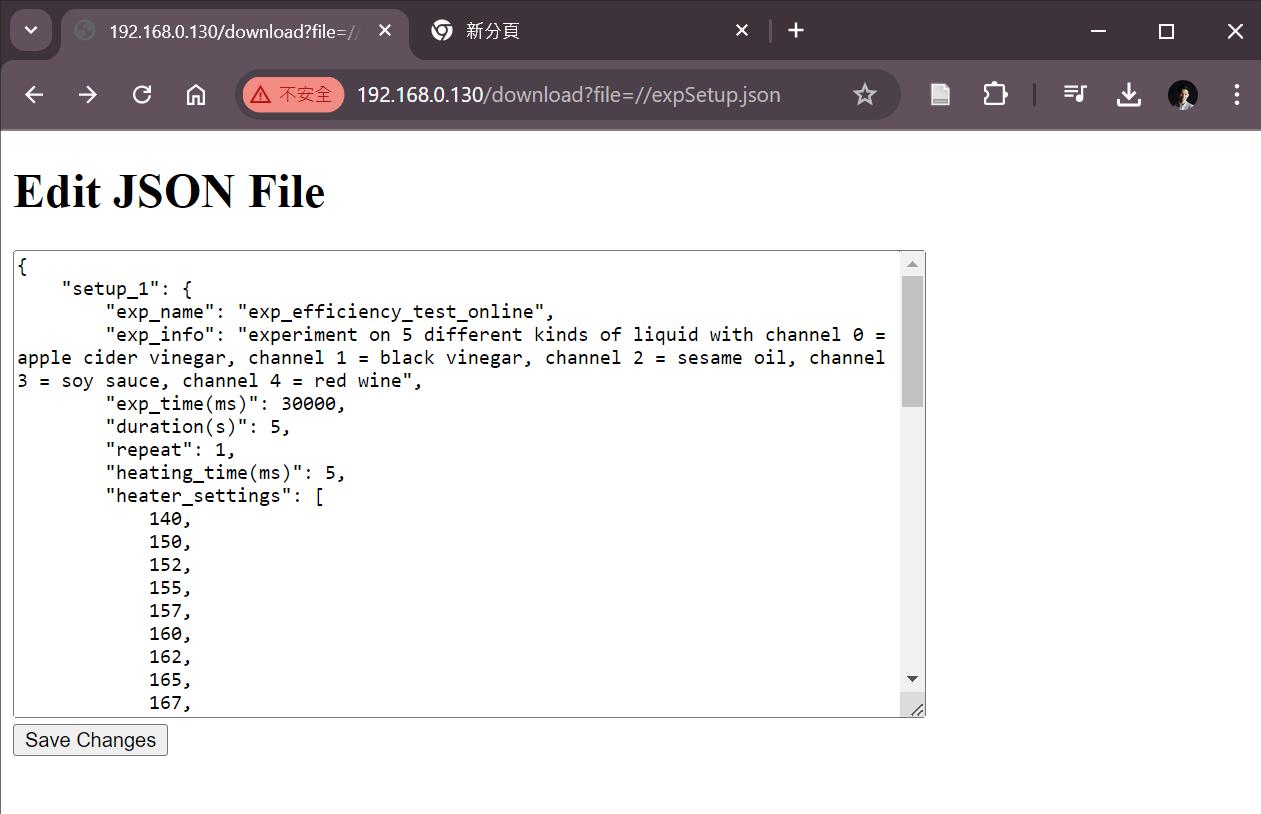 192.168.0.130/download?file=//
新分頁
不安全
192.168.0.130/download?file=//expSetup.json
Edit JSON File
{
"setup_1": {
"exp_name": "exp_efficiency_test_online",
"exp_info": "experiment on 5 different kinds of liquid with channel 0 =
apple cider vinegar, channel 1 = black vinegar, channel 2 = sesame oil, channel
3 = soy sauce, channel 4 = red wine",
"exp_time(ms)": 30000,
"duration(s)": 5,
"repeat": 1,
"heating_time(ms)": 5,
"heater_settings": [
140,
150,
152,
155,
157,
160,
162,
165,
167,
Save Changes